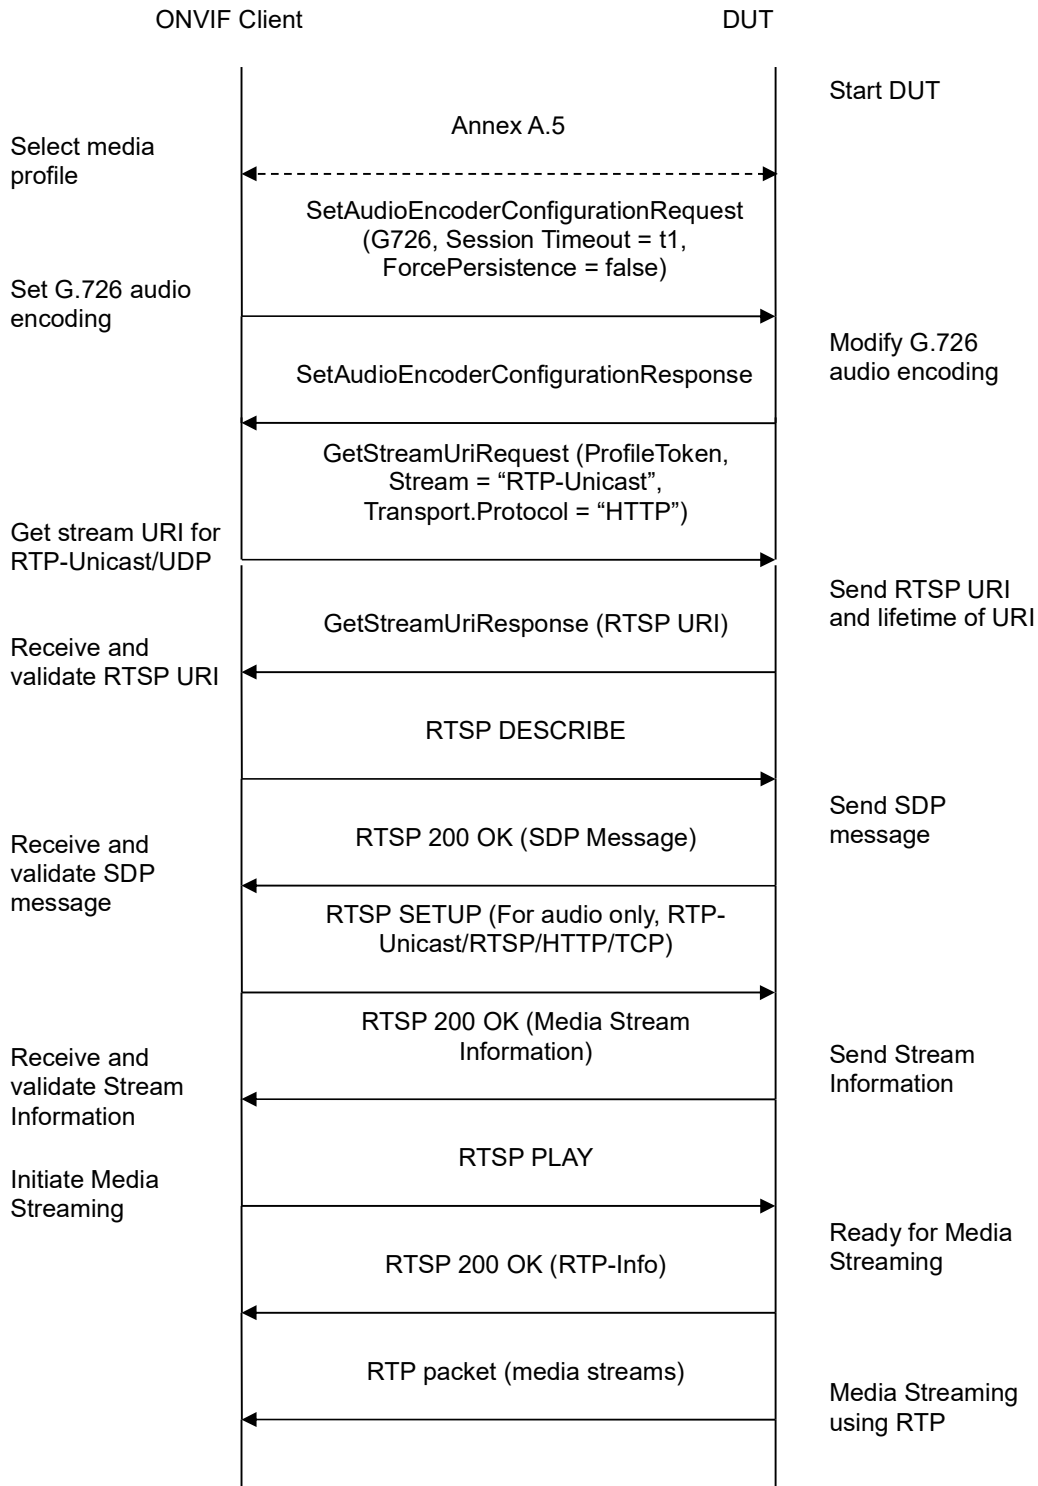 ONVIF Client
DUT
Start DUT
Annex A.5
Select media
profile
SetAudioEncoderConfigurationRequest
(G726, Session Timeout = t1,
ForcePersistence = false)
Set G.726 audio
encoding
Modify G.726
audio encoding
SetAudioEncoderConfigurationResponse
GetStreamUriRequest (ProfileToken,
Stream = “RTP-Unicast”,
Transport.Protocol = “HTTP”)
Get stream URI for
RTP-Unicast/UDP
Send RTSP URI
and lifetime of URI
GetStreamUriResponse (RTSP URI)
Receive and
validate RTSP URI
RTSP DESCRIBE
Send SDP
message
RTSP 200 OK (SDP Message)
Receive and
validate SDP
message
RTSP SETUP (For audio only, RTP-
Unicast/RTSP/HTTP/TCP)
RTSP 200 OK (Media Stream
Information)
Send Stream
Information
Receive and
validate Stream
Information
RTSP PLAY
Initiate Media
Streaming
Ready for Media
Streaming
RTSP 200 OK (RTP-Info)
RTP packet (media streams)
Media Streaming
using RTP